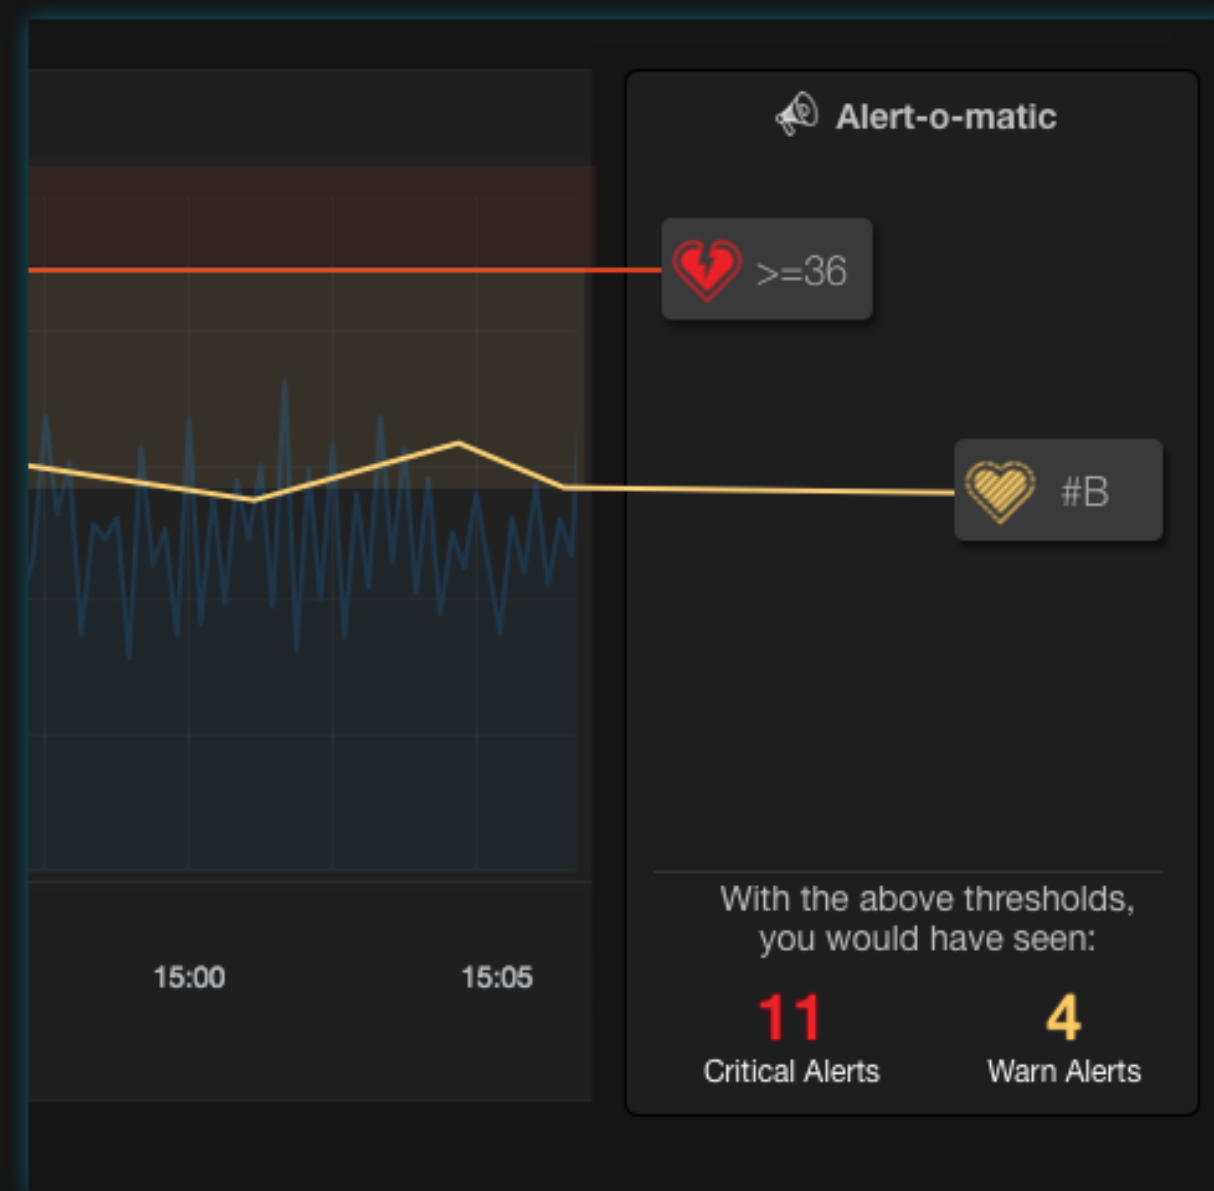 Alert-o-matic
>=36
#B
With the above thresholds,
you would have seen:
11 4
Critical Alerts Warn Alerts
15:00 15:05